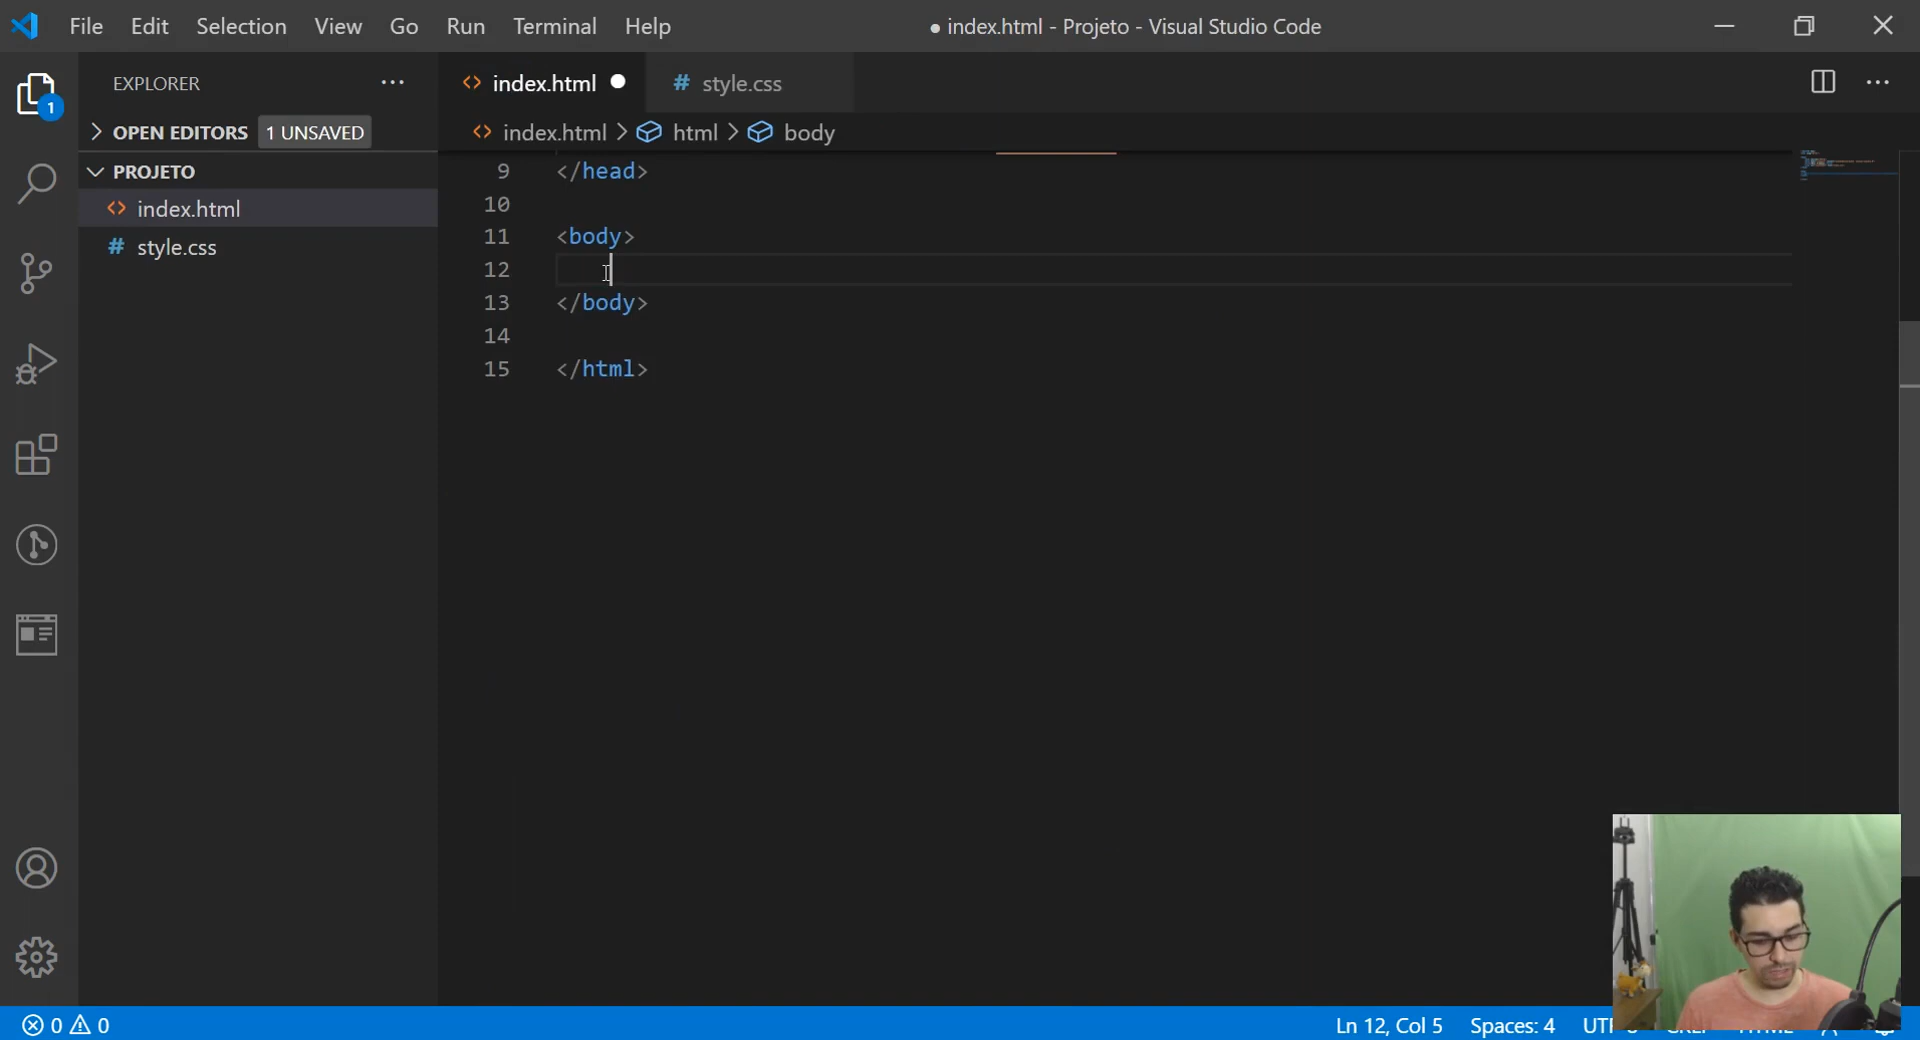 File Edit Selection View Go Run Terminal Help
● index.html - Projeto - Visual Studio Code
EXPLORER
OPEN EDITORS 1 UNSAVED
PROJETO
index.html
style.css
1
index.html
style.css
index.html > html > body
9 </head>
10
11 <body>
12
13 </body>
14
15 </html>
0 0
Ln 12, Col 5 Spaces: 4